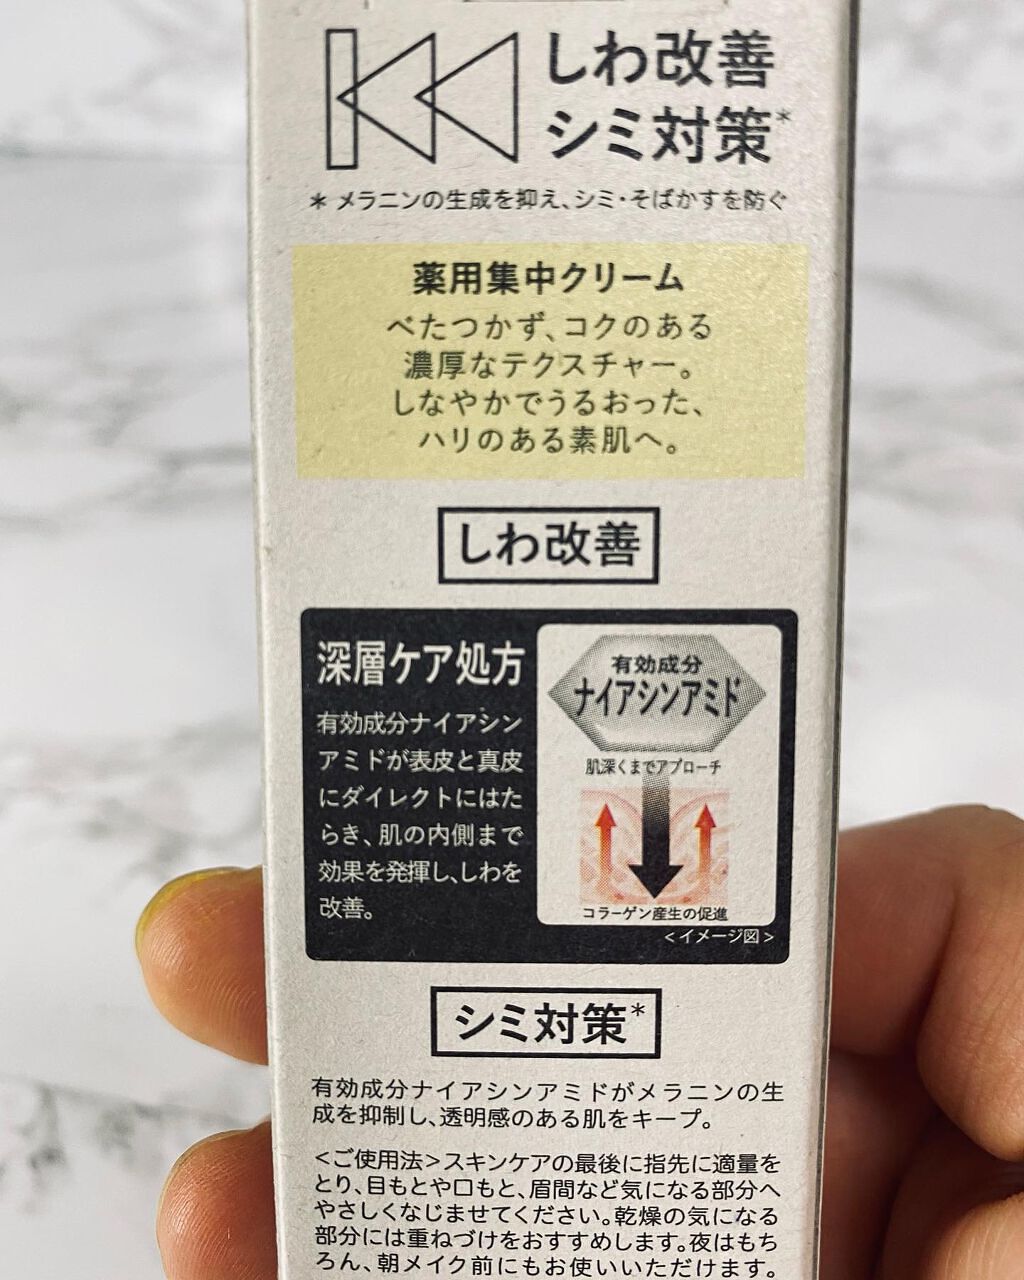 しわ改善
シミ対策*
* メラニンの生成を抑え、シミ・そばかすを防ぐ
薬用集中クリーム
べたつかず、コクのある
濃厚なテクスチャー。
しなやかでうるおった、
ハリのある素肌へ。
しわ改善
深層ケア処方
有効成分ナイアシン
アミドが表皮と真皮
にダイレクトにはた
らき、肌の内側まで
効果を発揮し、しわを
改善。
有効成分
ナイアシンアミド
肌深くまでアプローチ
コラーゲン産生の促進
<イメージ図>
シミ対策*
有効成分ナイアシンアミドがメラニンの生
成を抑制し、透明感のある肌をキープ。
<ご使用法>スキンケアの最後に指先に適量を
とり、目もとや口もと、眉間など気になる部分へ
やさしくなじませてください。乾燥の気になる
部分には重ねづけをおすすめします。夜はもち
ろん、朝メイク前にもお使いいただけます。